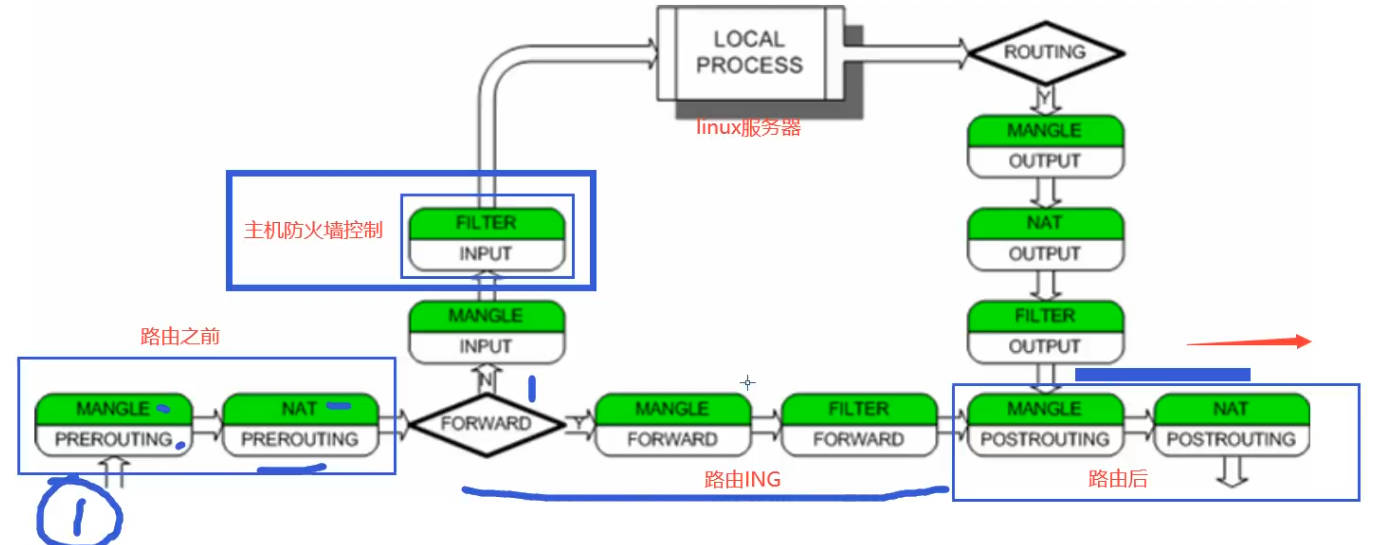 LOCAL
PROCESS
linux服务器
ROUTING
Y
MANGLE
OUTPUT
NAT
OUTPUT
FILTER
OUTPUT
主机防火墙控制
FILTER
INPUT
MANGLE
INPUT
N
路由之前
MANGLE
PREROUTING
NAT
PREROUTING
FORWARD
Y
MANGLE
FORWARD
FILTER
FORWARD
MANGLE
POSTROUTING
NAT
POSTROUTING
路由ING
路由后
1